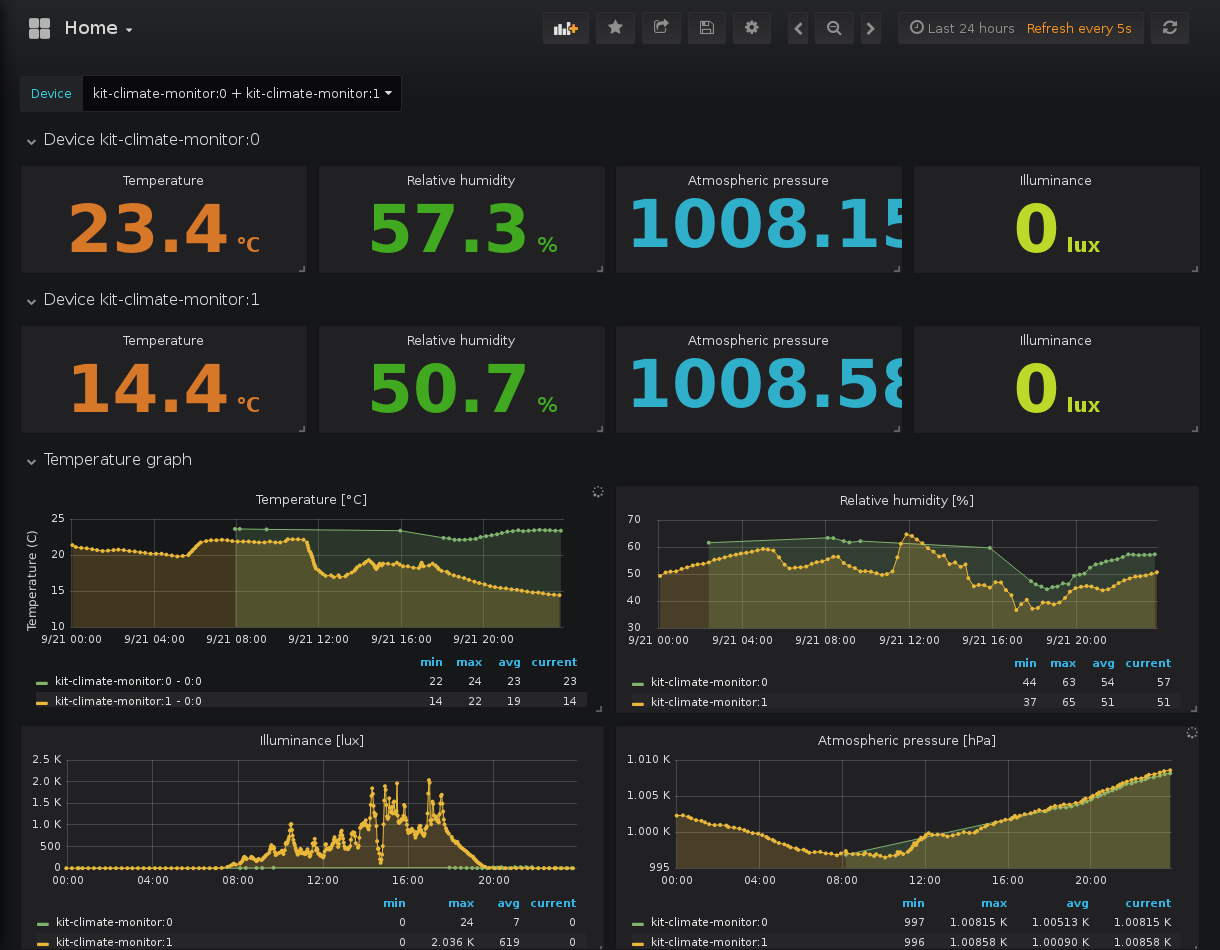 Home
Last 24 hours Refresh every 5s
Device kit-climate-monitor:0 + kit-climate-monitor:1
Device kit-climate-monitor:0
Temperature Relative humidity Atmospheric pressure Illuminance
23.4 °C 57.3 % 1008.15 0 lux
Device kit-climate-monitor:1
Temperature Relative humidity Atmospheric pressure Illuminance
14.4 °C 50.7 % 1008.58 0 lux
Temperature graph
Temperature [°C]
Temperature (C)
25
20
15
10
9/21 00:00 9/21 04:00 9/21 08:00 9/21 12:00 9/21 16:00 9/21 20:00
min max avg current
kit-climate-monitor:0 - 0:0 22 24 23 23
kit-climate-monitor:1 - 0:0 14 22 19 14
Relative humidity [%]
70
60
50
40
30
9/21 00:00 9/21 04:00 9/21 08:00 9/21 12:00 9/21 16:00 9/21 20:00
min max avg current
kit-climate-monitor:0 44 63 54 57
kit-climate-monitor:1 37 65 51 51
Illuminance [lux]
2.5 K
2.0 K
1.5 K
1.0 K
500
0
00:00 04:00 08:00 12:00 16:00 20:00
min max avg current
kit-climate-monitor:0 0 24 7 0
kit-climate-monitor:1 0 2.036 K 619 0
Atmospheric pressure [hPa]
1.010 K
1.005 K
1.000 K
995
00:00 04:00 08:00 12:00 16:00 20:00
min max avg current
kit-climate-monitor:0 997 1.00815 K 1.00513 K 1.00815 K
kit-climate-monitor:1 996 1.00858 K 1.00090 K 1.00858 K